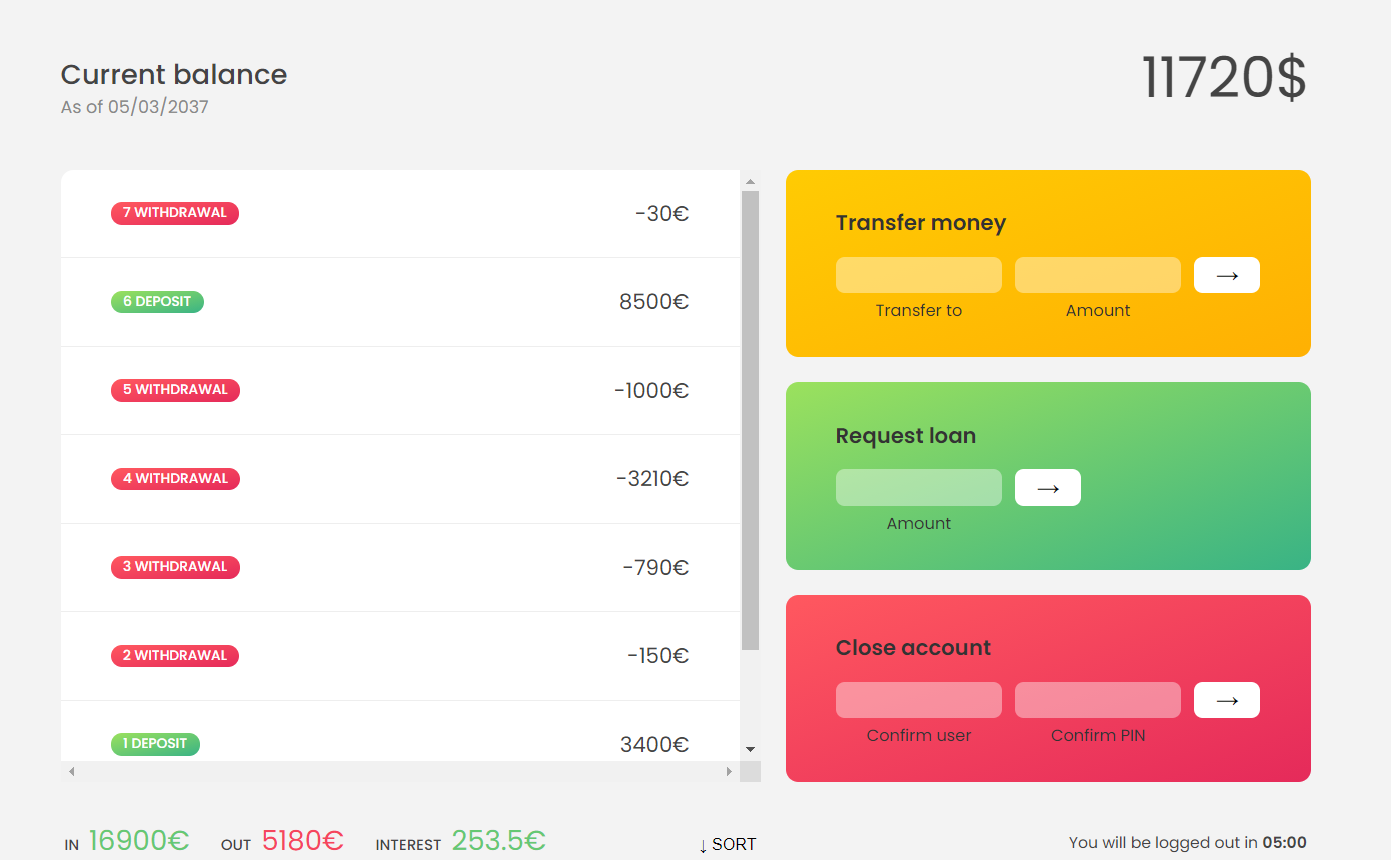 Current balance
As of 05/03/2037
11720$
7 WITHDRAWAL -30€
6 DEPOSIT 8500€
5 WITHDRAWAL -1000€
4 WITHDRAWAL -3210€
3 WITHDRAWAL -790€
2 WITHDRAWAL -150€
1 DEPOSIT 3400€
Transfer money
→
Transfer to Amount
Request loan
→
Amount
Close account
→
Confirm user Confirm PIN
IN 16900€ OUT 5180€ INTEREST 253.5€ ↓ SORT
You will be logged out in 05:00